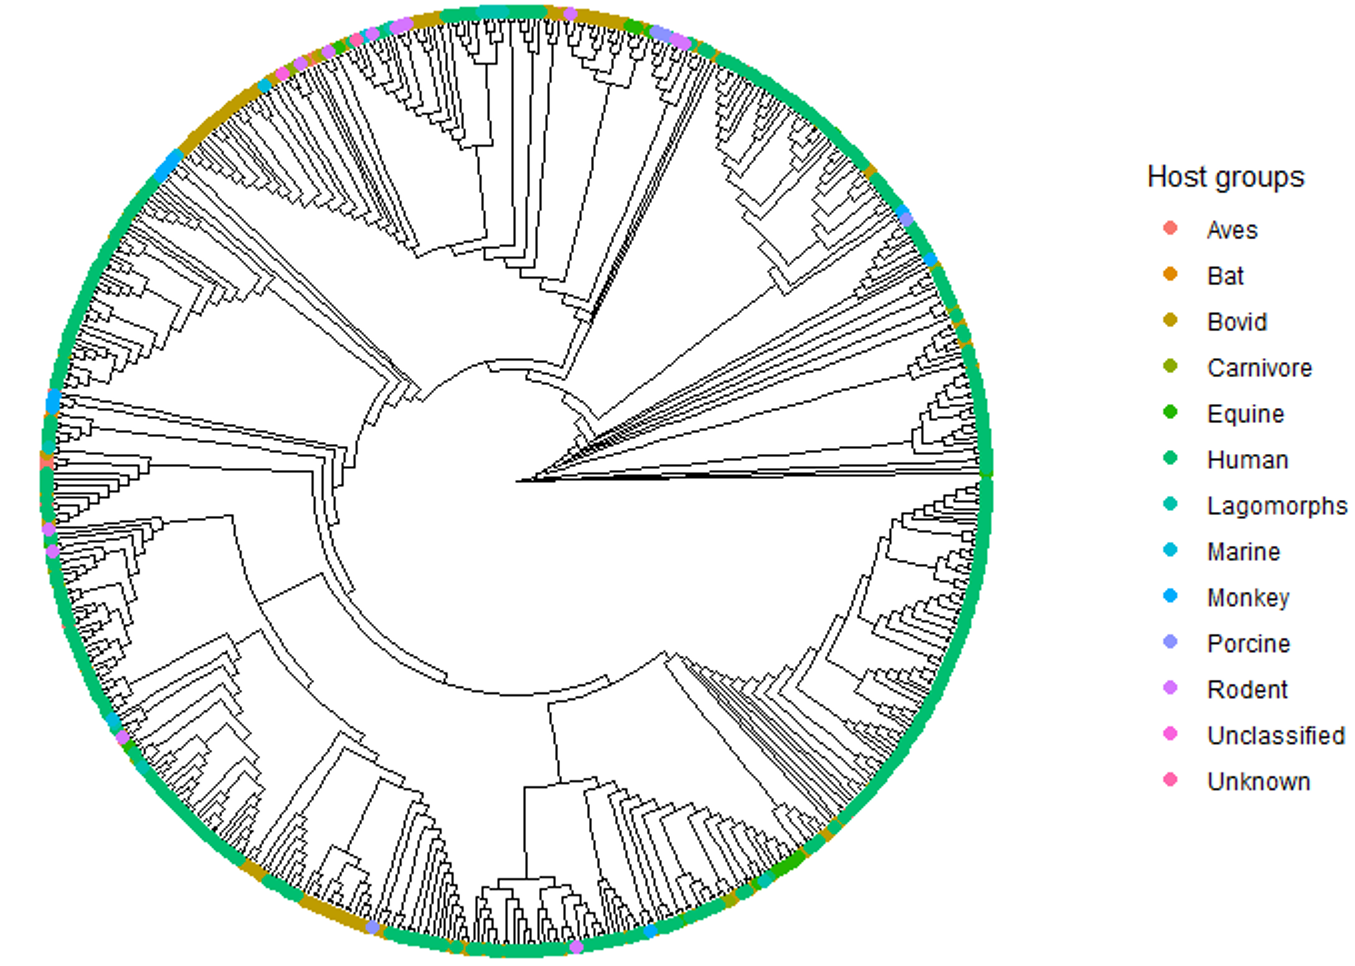 Host groups
Aves
Bat
Bovid
Carnivore
Equine
Human
Lagomorphs
Marine
Monkey
Porcine
Rodent
Unclassified
Unknown